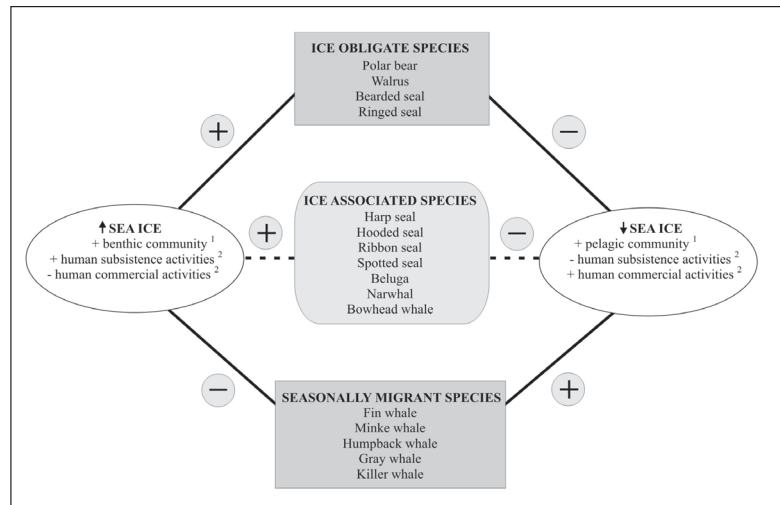 ICE OBLIGATE SPECIES
Polar bear
Walrus
Bearded seal
Ringed seal
+
−
ICE ASSOCIATED SPECIES
Harp seal
Hooded seal
Ribbon seal
Spotted seal
Beluga
Narwhal
Bowhead whale
↑ SEA ICE
+ benthic community ¹
+ human subsistence activities ²
- human commercial activities ²
+
−
↓ SEA ICE
+ pelagic community ¹
- human subsistence activities ²
+ human commercial activities ²
−
+
SEASONALLY MIGRANT SPECIES
Fin whale
Minke whale
Humpback whale
Gray whale
Killer whale